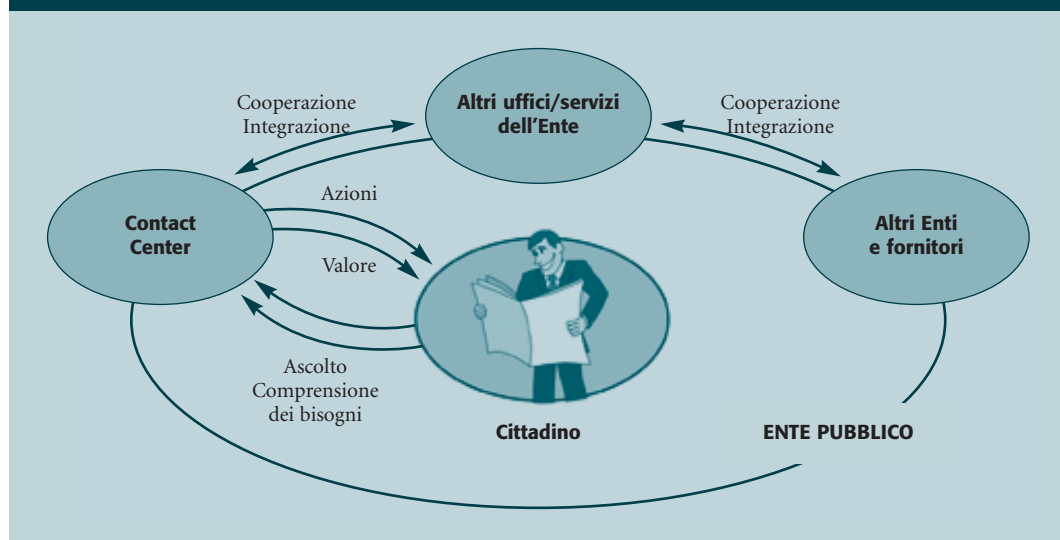 Altri uffici/servizi
dell'Ente
Cooperazione
Integrazione
Cooperazione
Integrazione
Contact
Center
Azioni
Valore
Altri Enti
e fornitori
Ascolto
Comprensione
dei bisogni
Cittadino
ENTE PUBBLICO